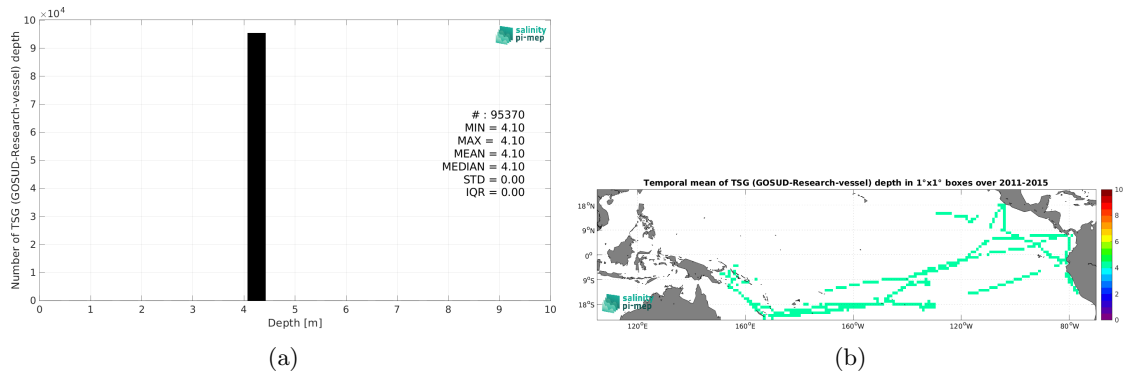 10 ×10⁴
9
8
7
6
5
4
3
2
1
0
Number of TSG (GOSUD-Research-vessel) depth
0 1 2 3 4 5 6 7 8 9 10
Depth [m]
salinity
pi-mep
# : 95370
MIN = 4.10
MAX = 4.10
MEAN = 4.10
MEDIAN = 4.10
STD = 0.00
IQR = 0.00
(a)
Temporal mean of TSG (GOSUD-Research-vessel) depth in 1°x1° boxes over 2011-2015
18°N
9°N
0°
9°S
18°S
120°E 160°E 160°W 120°W 80°W
salinity
pi-mep
10
8
6
4
2
0
(b)